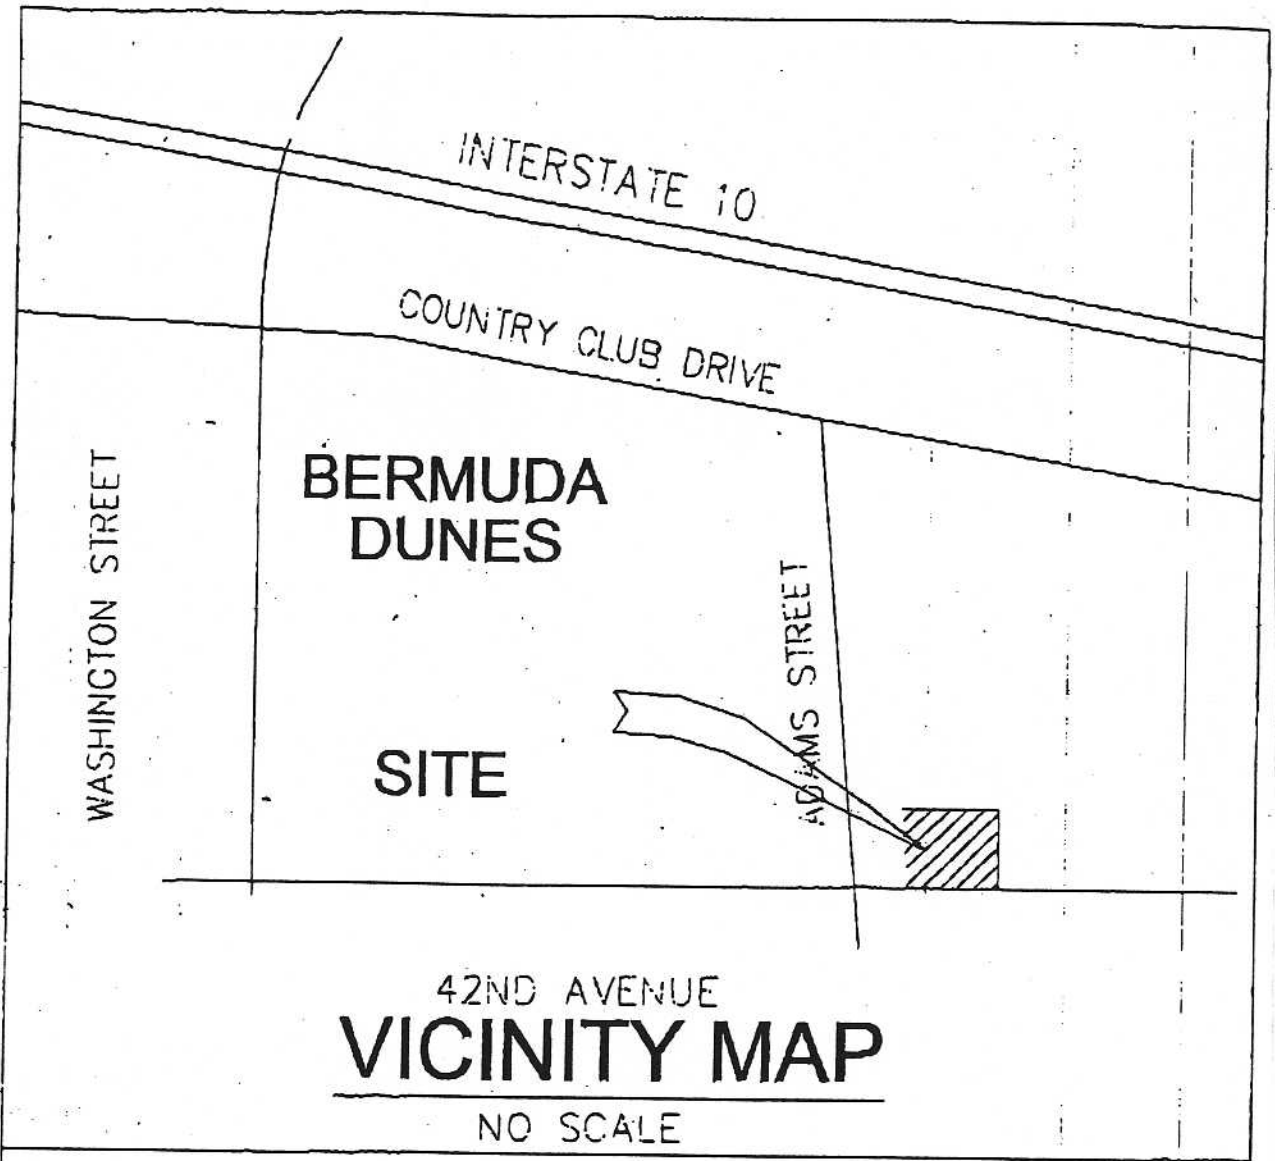 INTERSTATE 10
COUNTRY CLUB DRIVE
BERMUDA
DUNES
WASHINGTON STREET
ADAMS STREET
SITE
42ND AVENUE
VICINITY MAP
NO SCALE